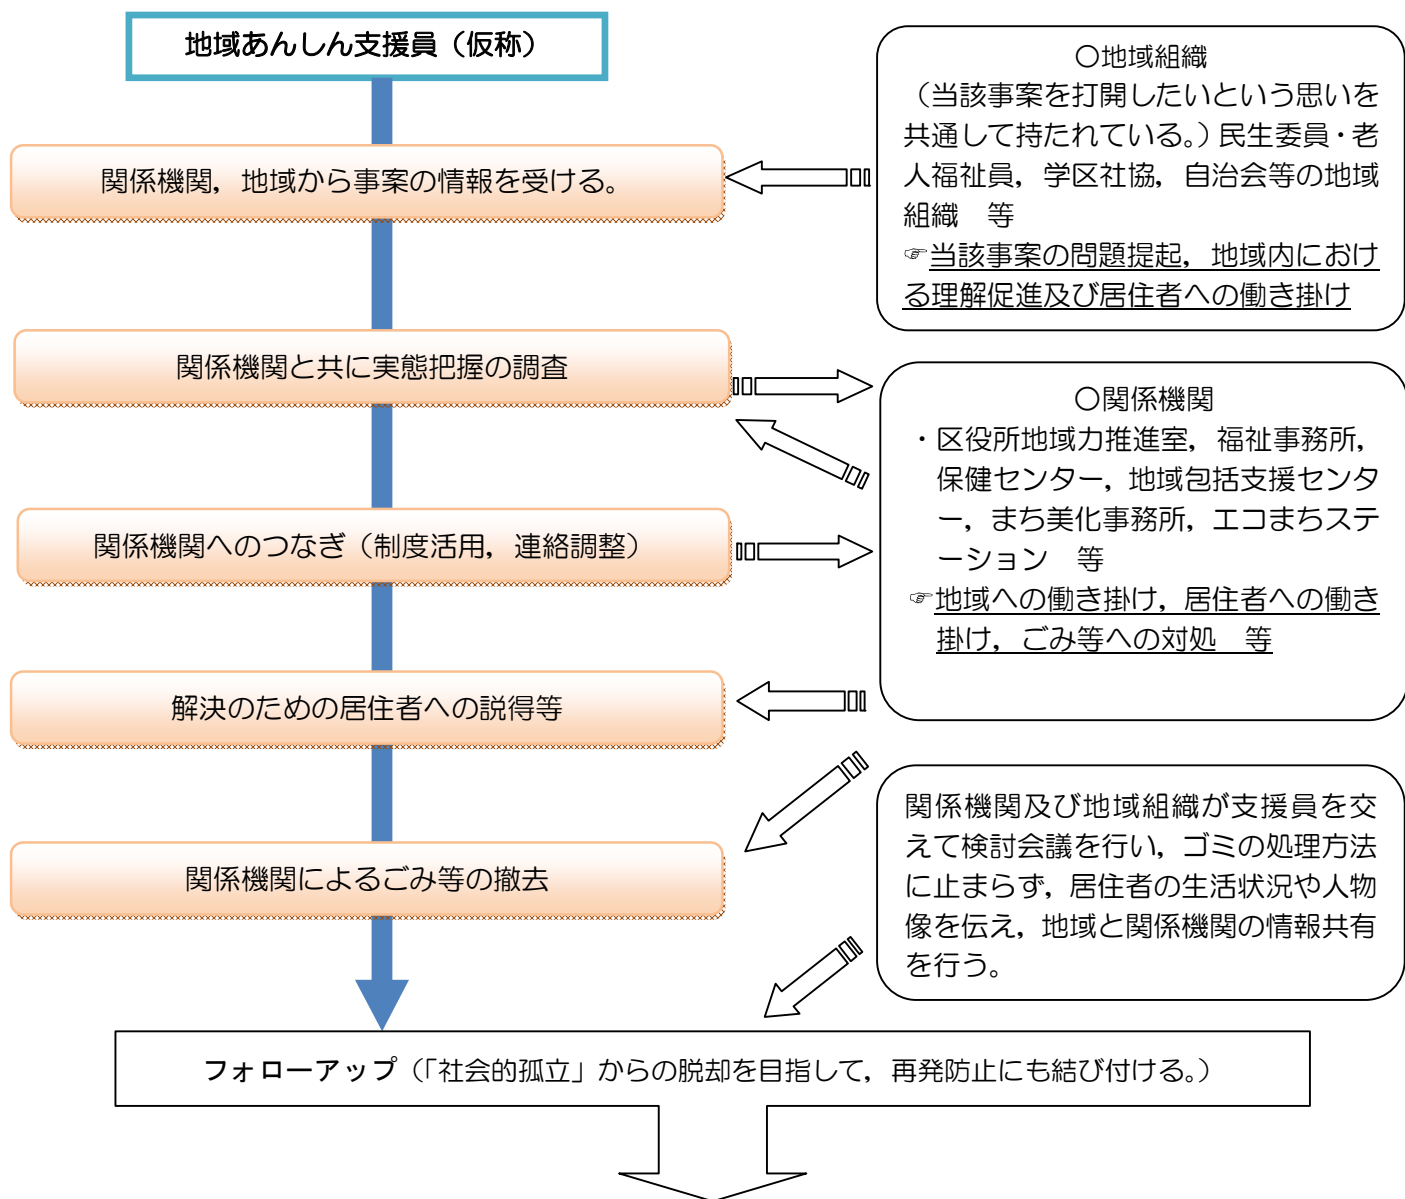 地域あんしん支援員（仮称）
関係機関，地域から事案の情報を受ける。
関係機関と共に実態把握の調査
関係機関へのつなぎ（制度活用，連絡調整）
解決のための居住者への説得等
関係機関によるごみ等の撤去
○地域組織
（当該事案を打開したいという思いを
共通して持たれている。）民生委員・老
人福祉員，学区社協，自治会等の地域
組織　等
☞当該事案の問題提起，地域内におけ
る理解促進及び居住者への働き掛け
○関係機関
・区役所地域力推進室，福祉事務所，
保健センター，地域包括支援センタ
ー，まち美化事務所，エコまちステ
ーション　等
☞地域への働き掛け，居住者への働き
掛け，ごみ等への対処　等
関係機関及び地域組織が支援員を交
えて検討会議を行い，ゴミの処理方法
に止まらず，居住者の生活状況や人物
像を伝え，地域と関係機関の情報共有
を行う。
フォローアップ（「社会的孤立」からの脱却を目指して，再発防止にも結び付ける。）